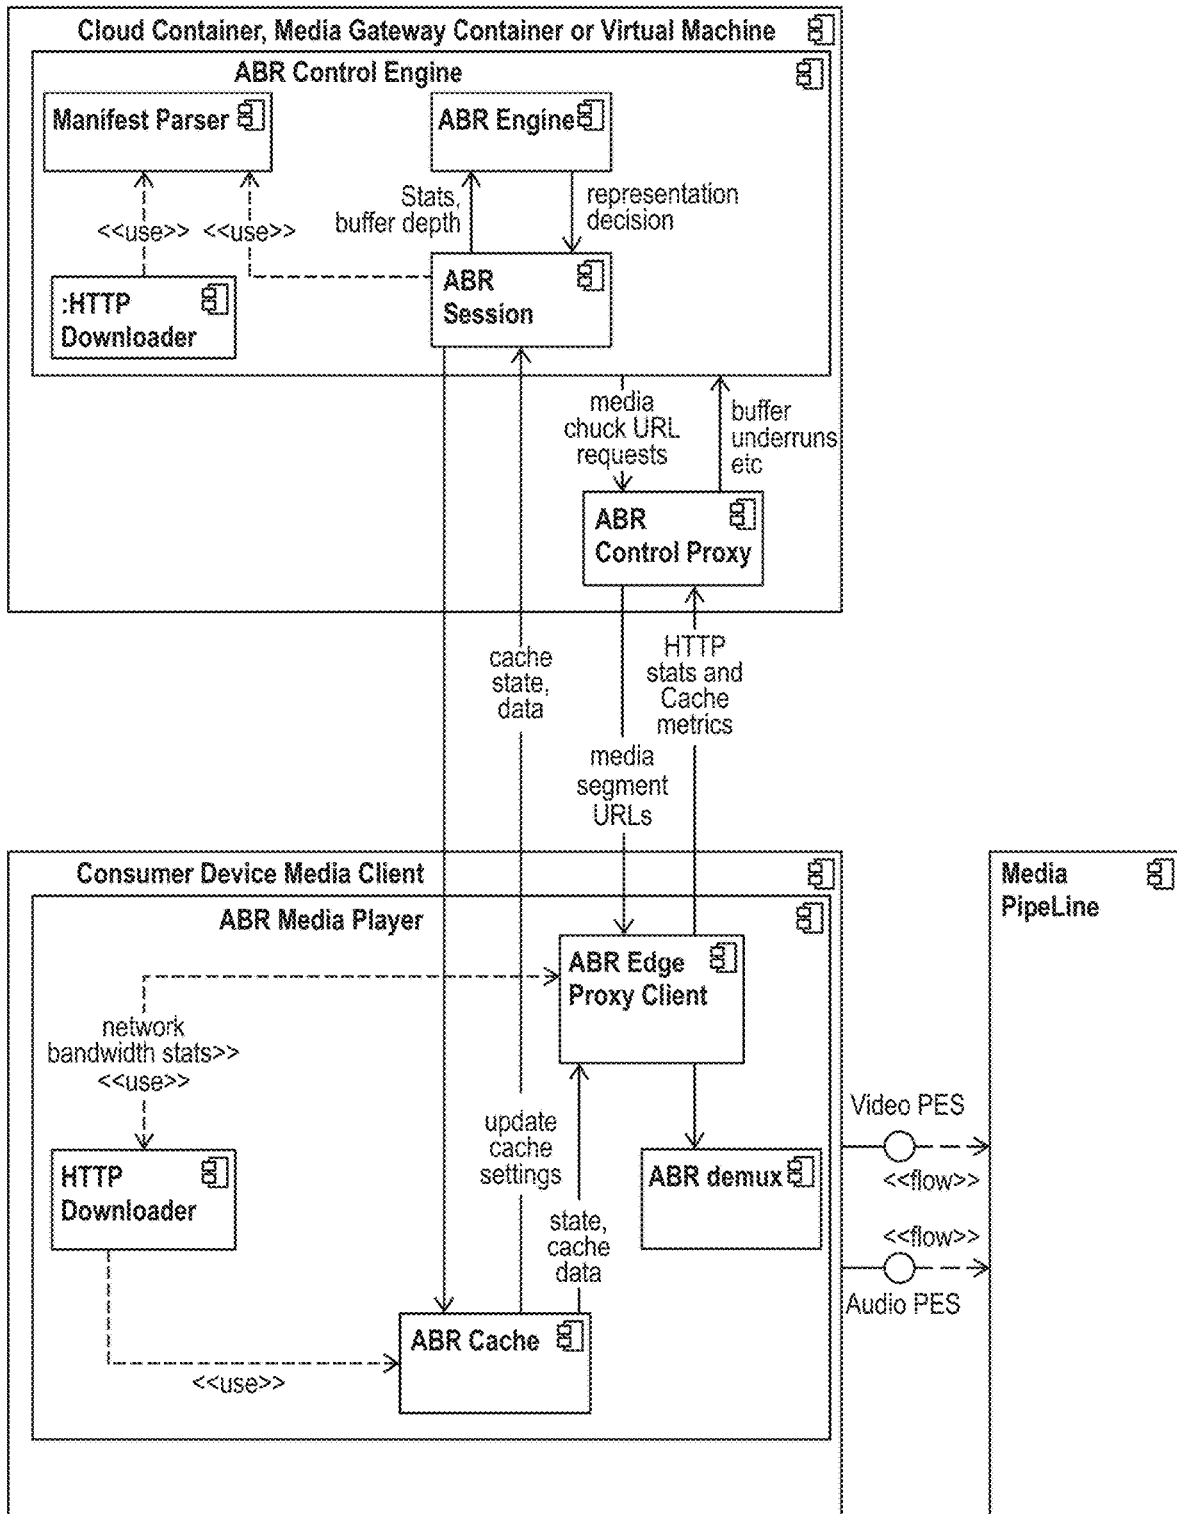 Cloud Container, Media Gateway Container or Virtual Machine
ABR Control Engine
Manifest Parser
ABR Engine
Stats,
buffer depth
representation
decision
<<use>>
<<use>>
:HTTP
Downloader
ABR
Session
media
chuck URL
requests
buffer
underruns
etc
ABR
Control Proxy
cache
state,
data
HTTP
stats and
Cache
metrics
media
segment
URLs
Consumer Device Media Client
ABR Media Player
Media
PipeLine
ABR Edge
Proxy Client
network
bandwidth stats>>
<<use>>
update
cache
settings
HTTP
Downloader
ABR demux
state,
cache
data
Video PES
<<flow>>
<<flow>>
Audio PES
ABR Cache
<<use>>